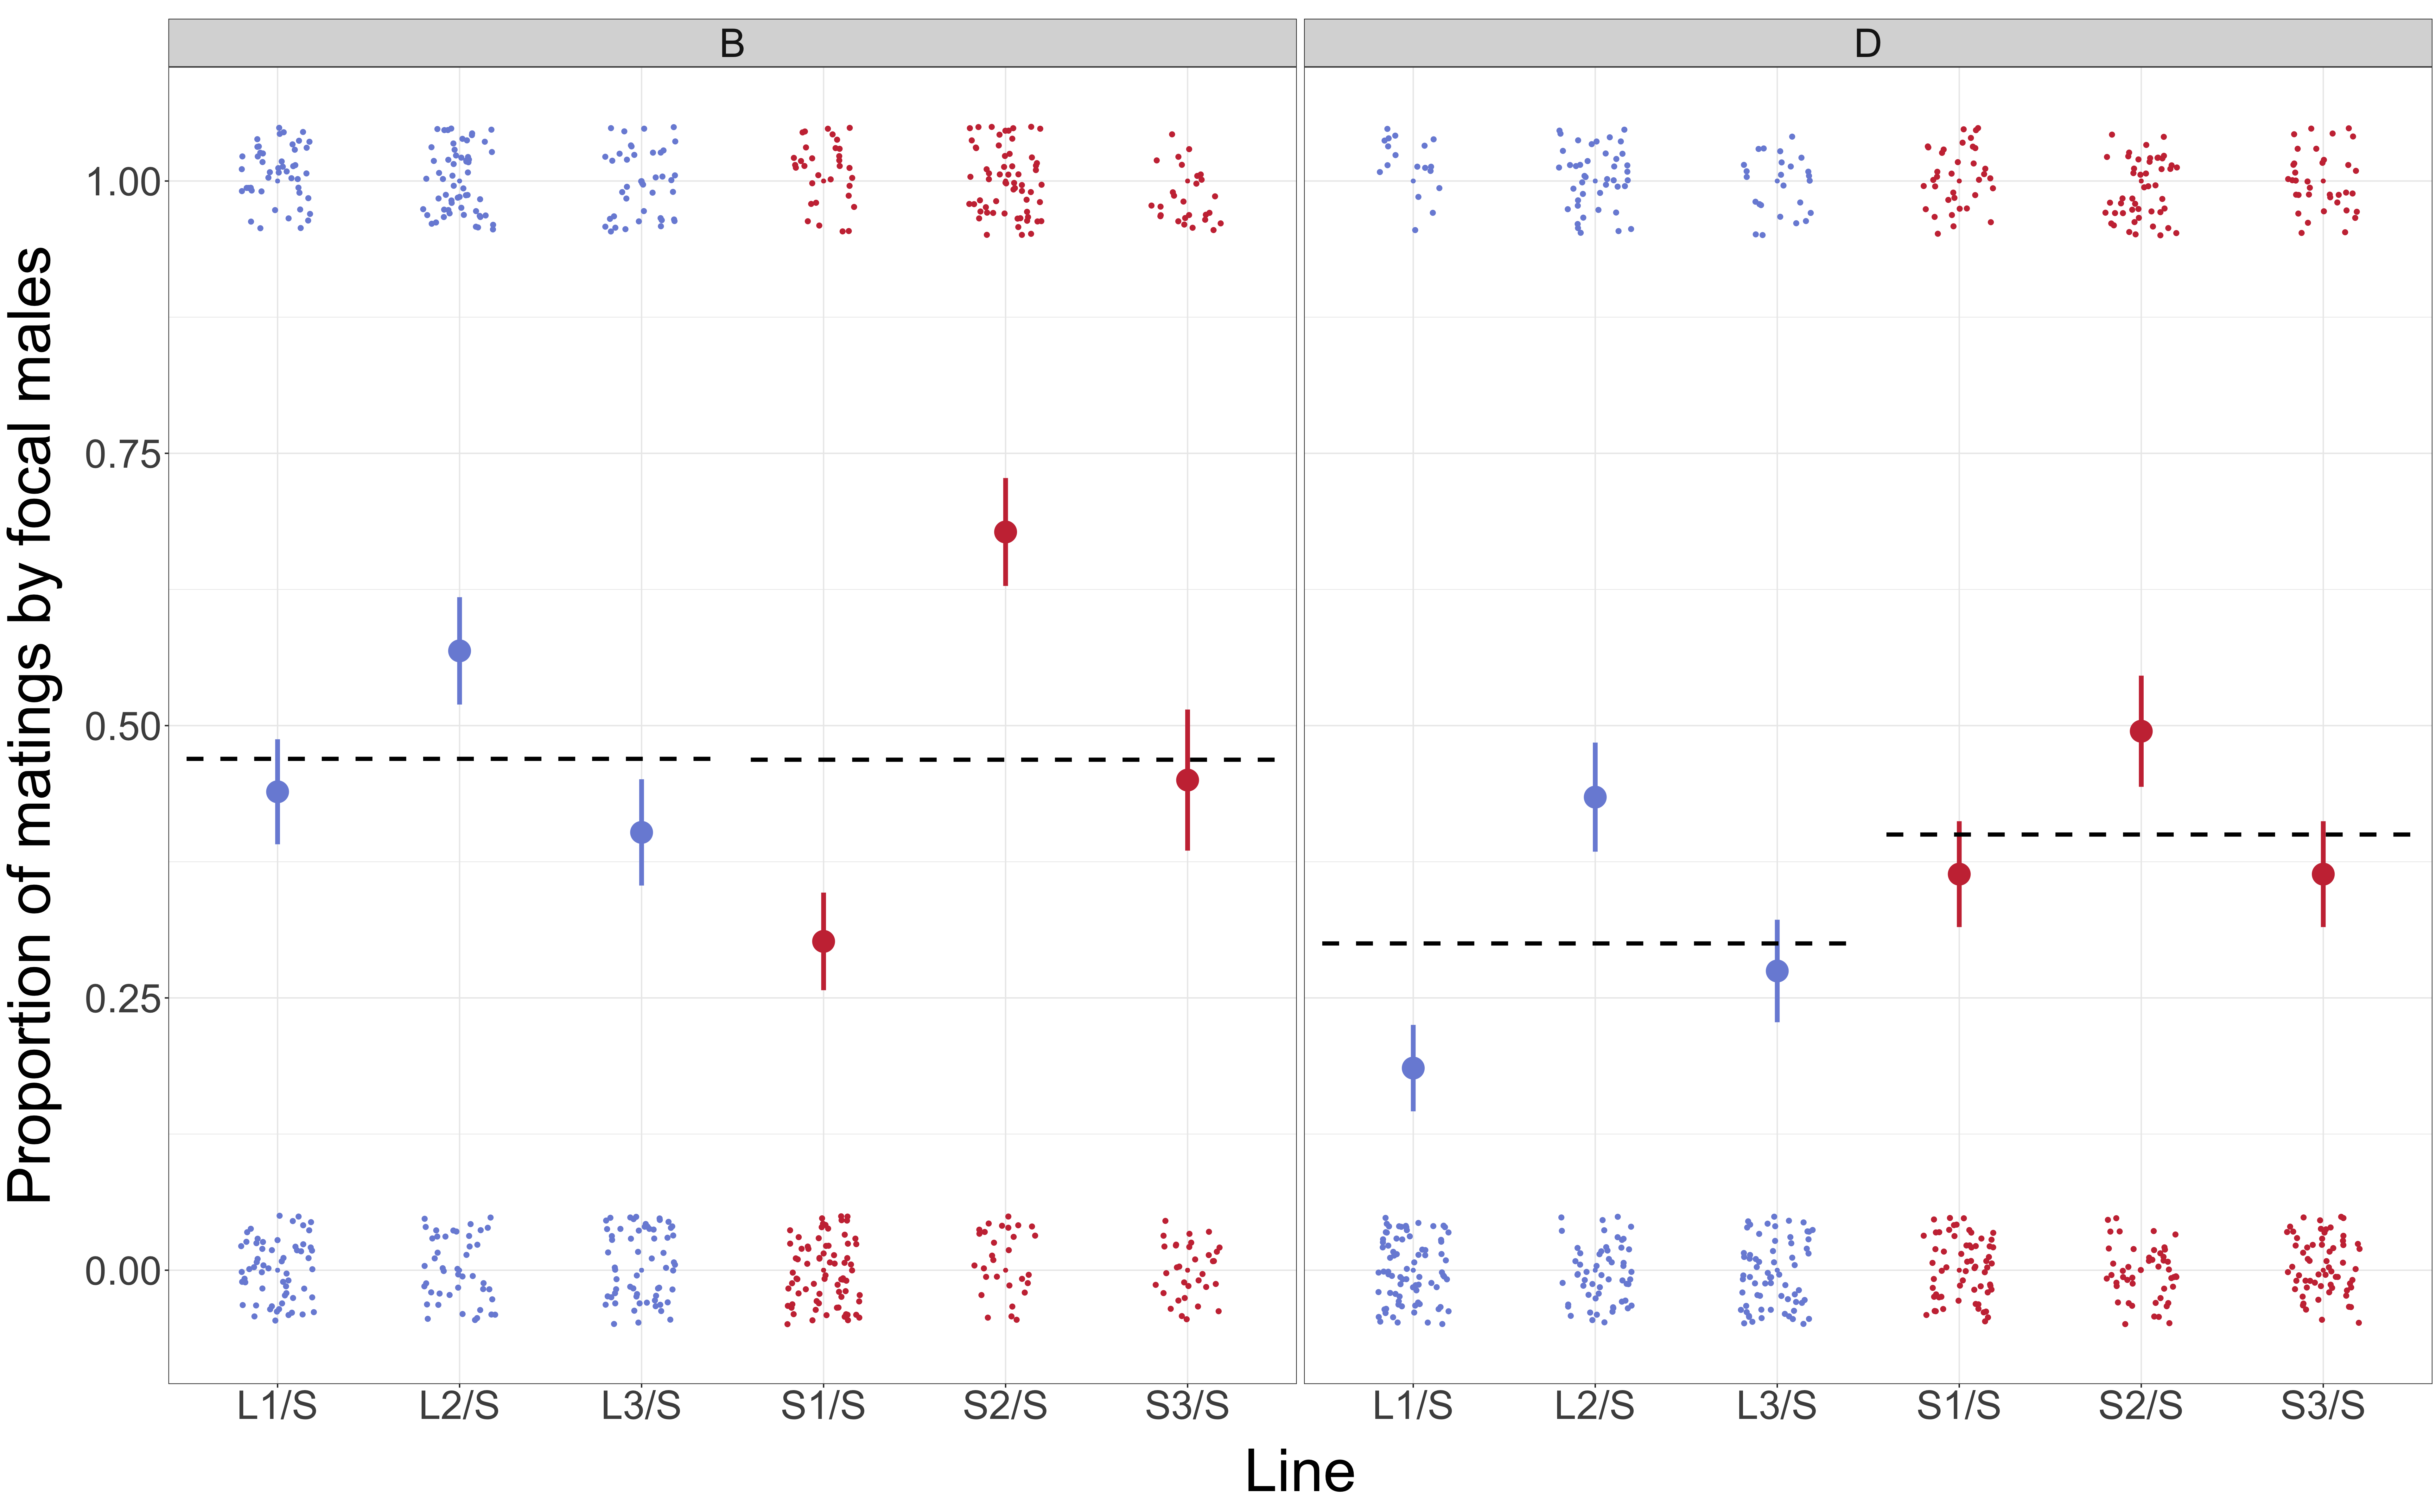 B
D
Proportion of matings by focal males
1.00
0.75
0.50
0.25
0.00
L1/S L2/S L3/S S1/S S2/S S3/S L1/S L2/S L3/S S1/S S2/S S3/S
Line